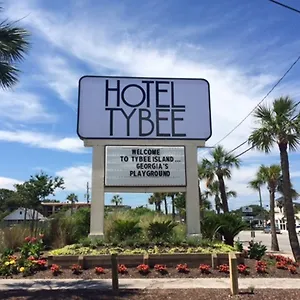 HOTEL
TYBEE
WELCOME
TO TYBEE ISLAND...
GEORGIA'S
PLAYGROUND